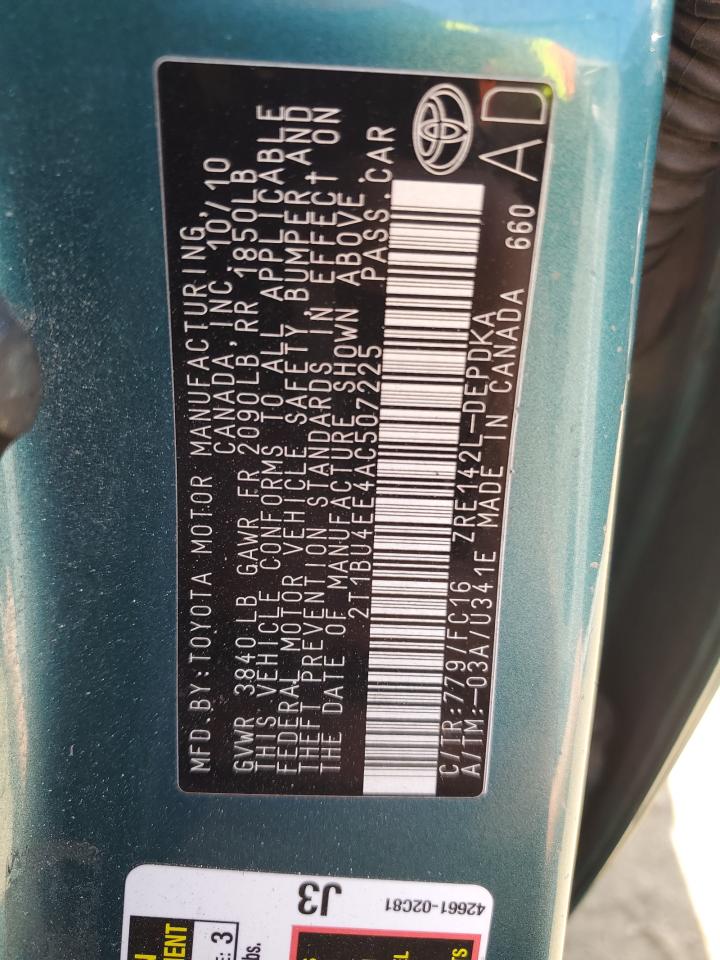 MFD.BY:TOYOTA MOTOR MANUFACTURING,
CANADA,INC. 10/10
GVWR 3840LB GAWR FR 2090LB,RR 1850LB
THIS VEHICLE CONFORMS TO ALL APPLICABLE
FEDERAL MOTOR VEHICLE SAFETY, BUMPER AND
THEFT PREVENTION STANDARDS IN EFFECT ON
THE DATE OF MANUFACTURE SHOWN ABOVE.
2T1BU4EE4AC507225 PASS.CAR
C/TR:779/FC16 ZRE142L-DEPDKA 660
A/TM:-03A/U341E MADE IN CANADA
AD
J3
42661-02C81
3